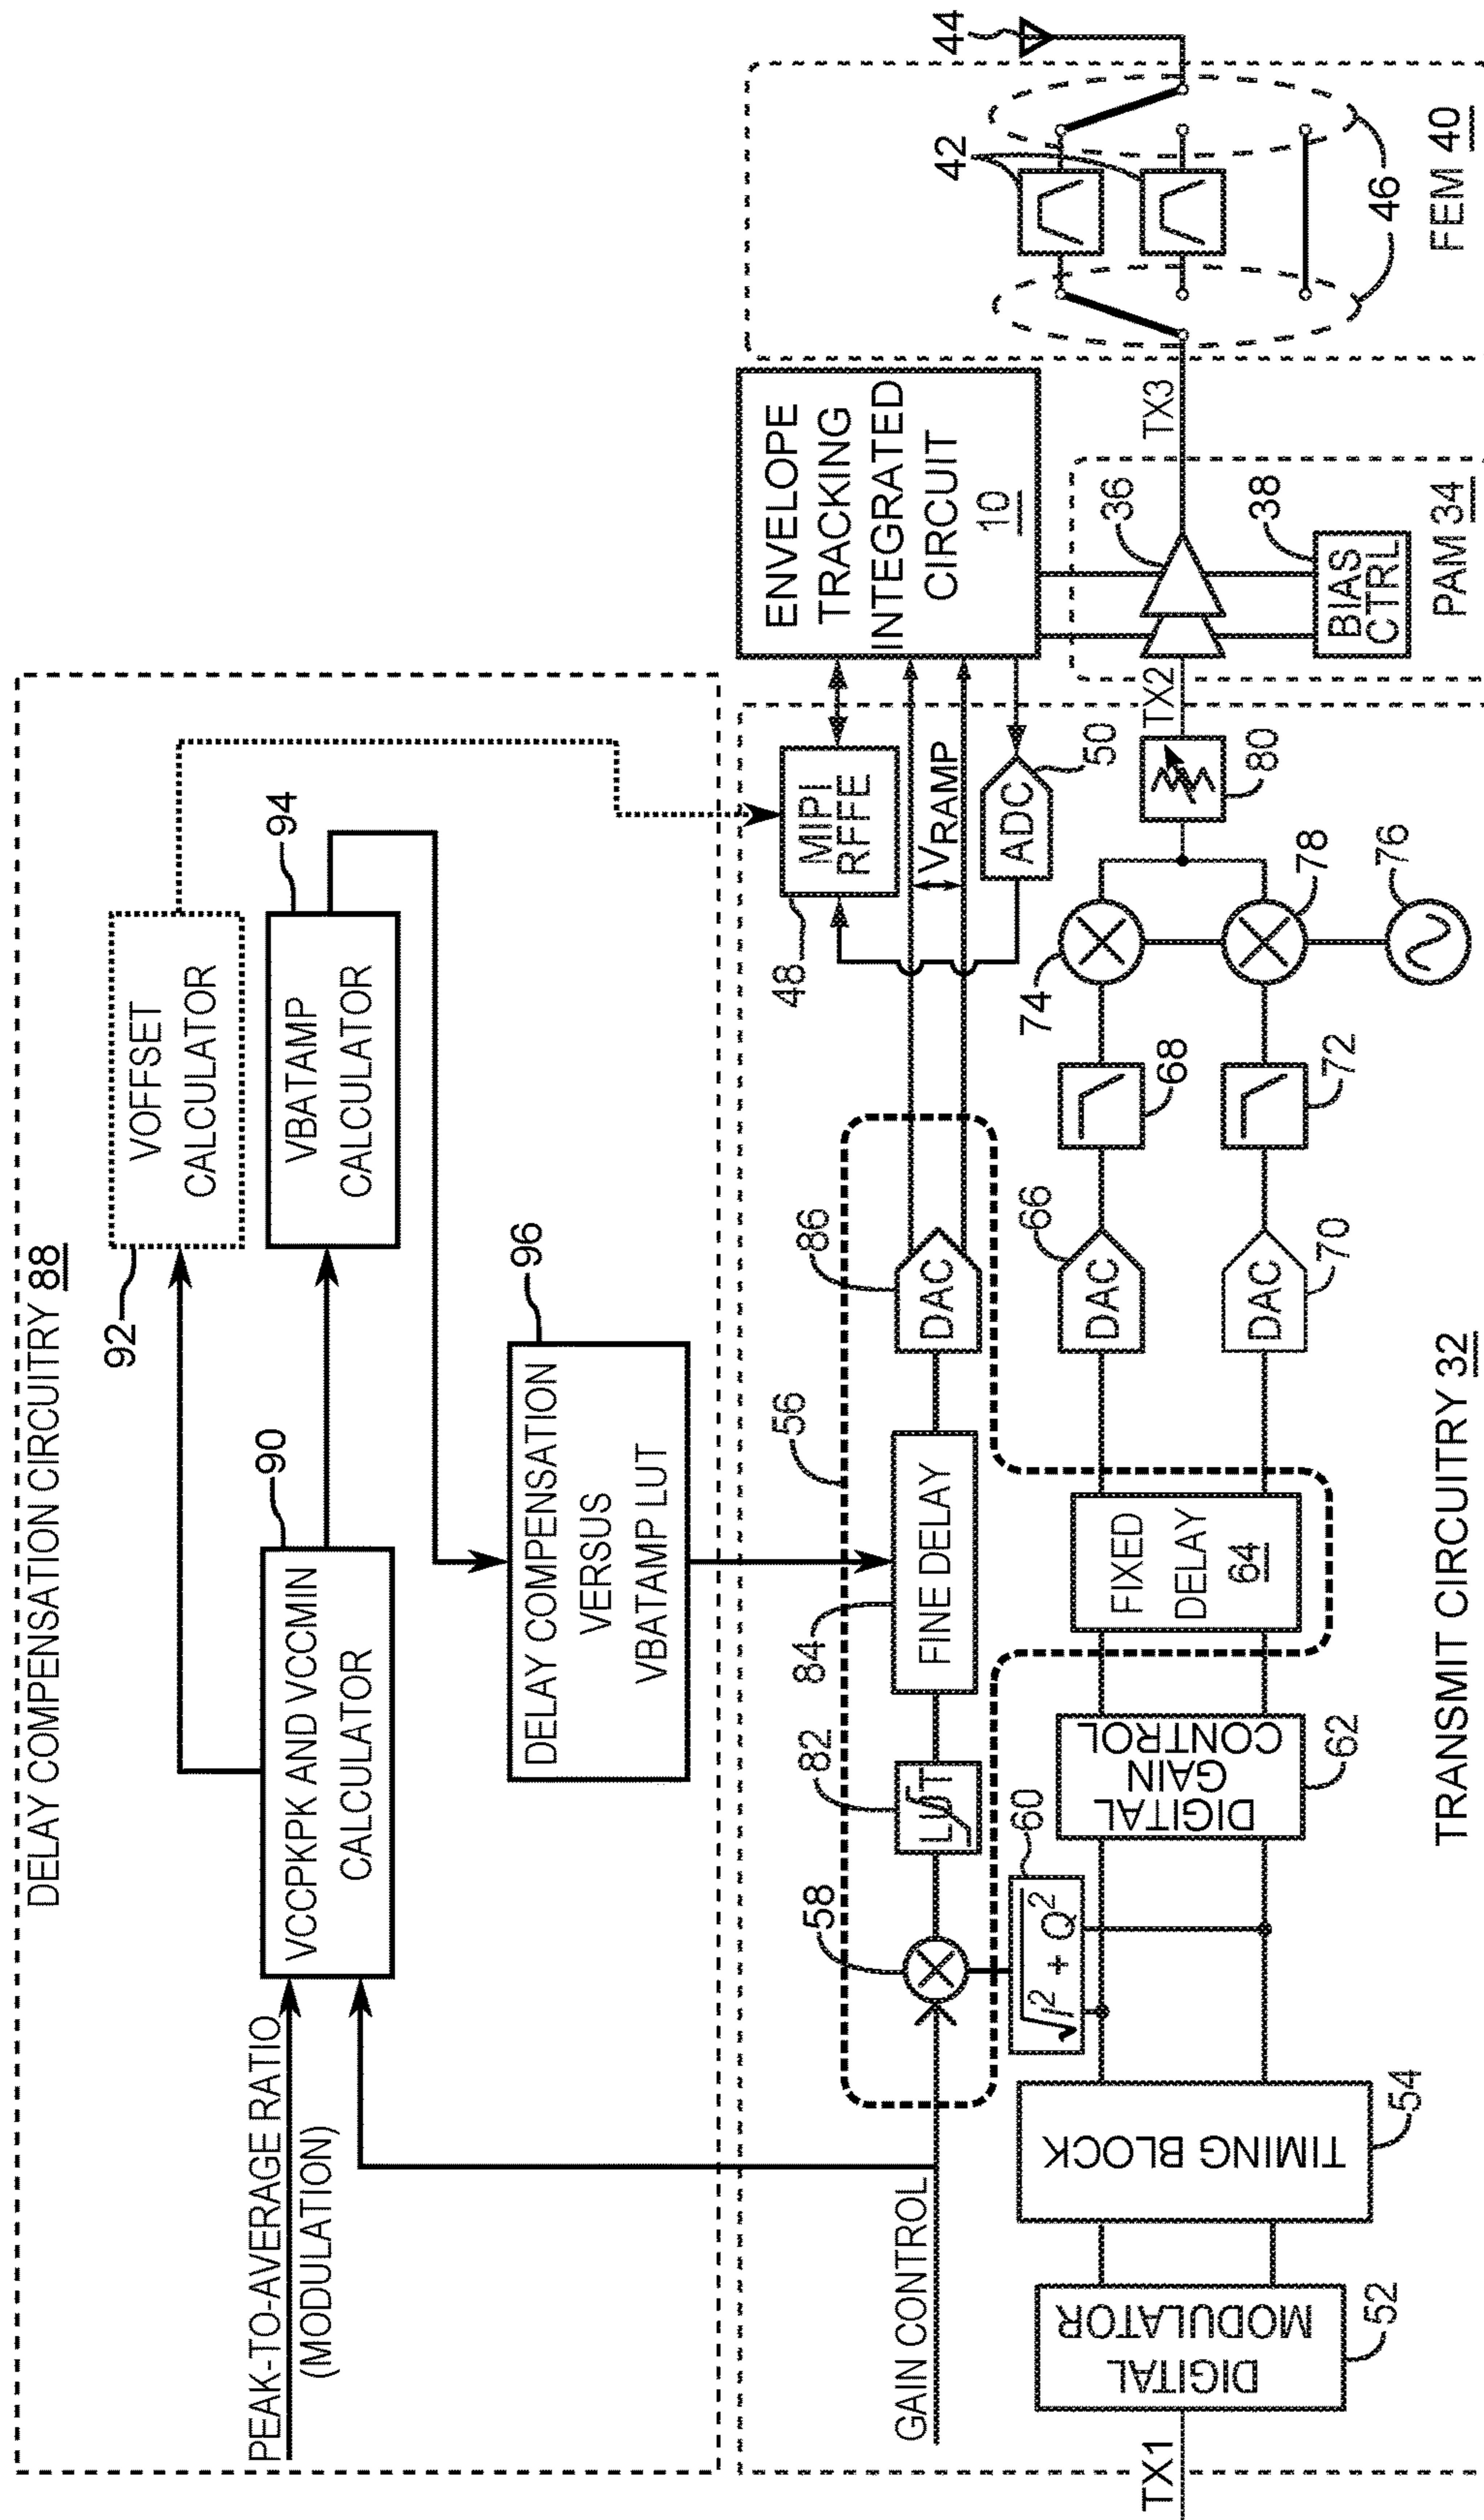 DELAY COMPENSATION CIRCUITRY 88
PEAK-TO-AVERAGE RATIO
(MODULATION)
90
VCCPKPK AND VCCMIN
CALCULATOR
92
VOFFSET
CALCULATOR
94
VBATAMP
CALCULATOR
96
DELAY COMPENSATION
VERSUS
VBATAMP LUT
GAIN CONTROL
58
82
LUT
84
FINE DELAY
56
86
DAC
48
MIPI
RFFE
VRAMP
ADC
50
ENVELOPE
TRACKING
INTEGRATED
CIRCUIT
10
TX1
DIGITAL
MODULATOR
52
TIMING BLOCK
54
60
√I² + Q²
DIGITAL
GAIN
CONTROL
62
FIXED
DELAY
64
66
DAC
DAC
70
68
72
74
78
76
80
TX2
36
38
BIAS
CTRL
PAM 34
TX3
42
44
46
FEM 40
TRANSMIT CIRCUITRY 32